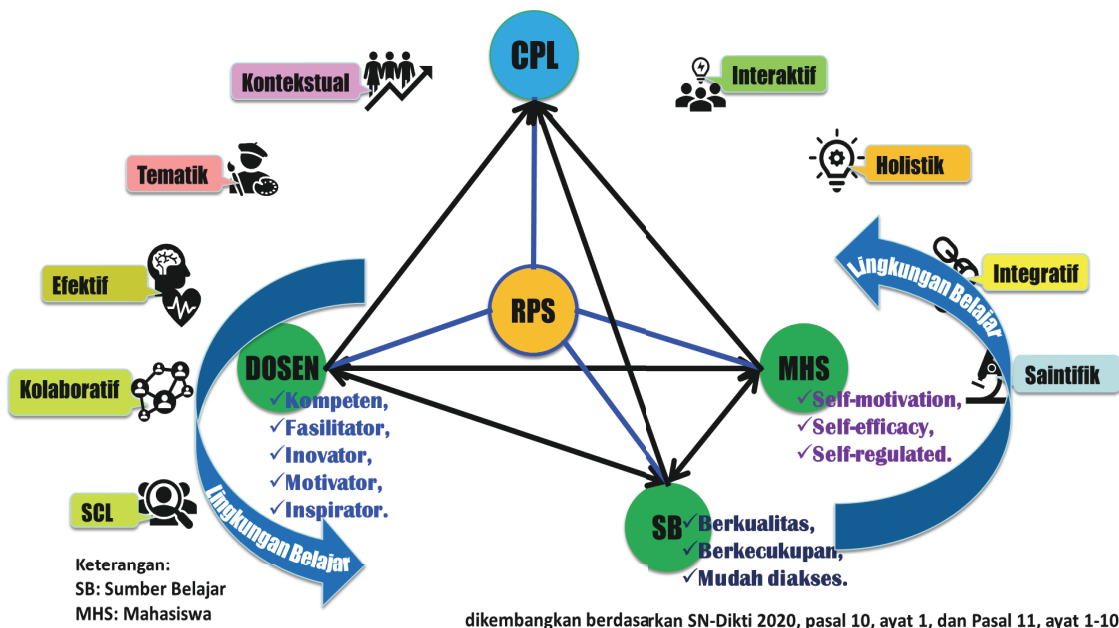 CPL
Kontekstual
Interaktif
Tematik
Holistik
Efektif
Lingkungan Belajar
Integratif
RPS
DOSEN
MHS
Kolaboratif
Saintifik
✓Kompeten,
✓Fasilitator,
✓Inovator,
✓Motivator,
✓Inspirator.
✓Self-motivation,
✓Self-efficacy,
✓Self-regulated.
SCL
Lingkungan Belajar
SB
✓Berkualitas,
✓Berkecukupan,
✓Mudah diakses.
Keterangan:
SB: Sumber Belajar
MHS: Mahasiswa
dikembangkan berdasarkan SN-Dikti 2020, pasal 10, ayat 1, dan Pasal 11, ayat 1-10